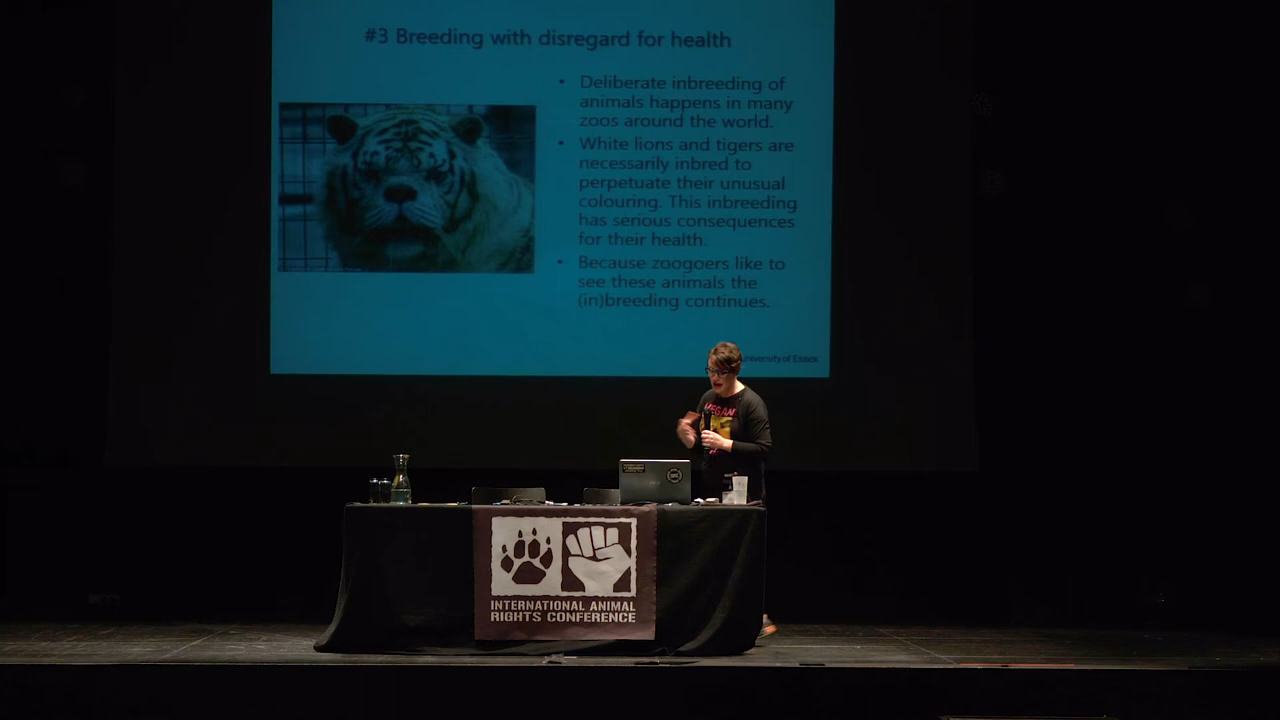 #3 Breeding with disregard for health
• Deliberate inbreeding of
animals happens in many
zoos around the world.
• White lions and tigers are
necessarily inbred to
perpetuate their unusual
colouring. This inbreeding
has serious consequences
for their health.
• Because zoogoers like to
see these animals the
(in)breeding continues.
University of Essex
VEGAN
INTERNATIONAL ANIMAL
RIGHTS CONFERENCE